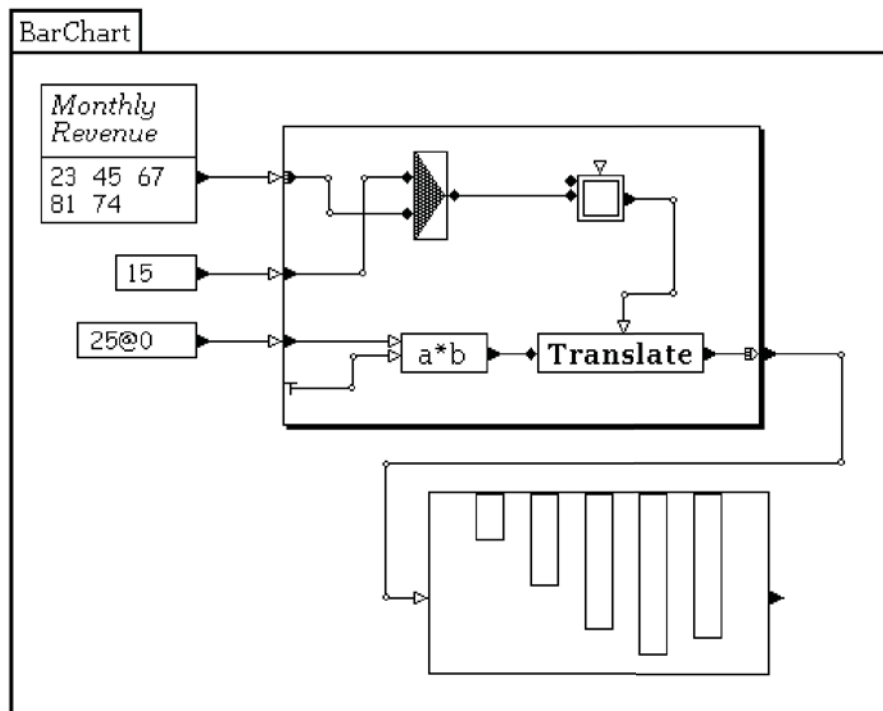 BarChart
Monthly
Revenue
23 45 67
81 74
15
25@0
a*b
Translate